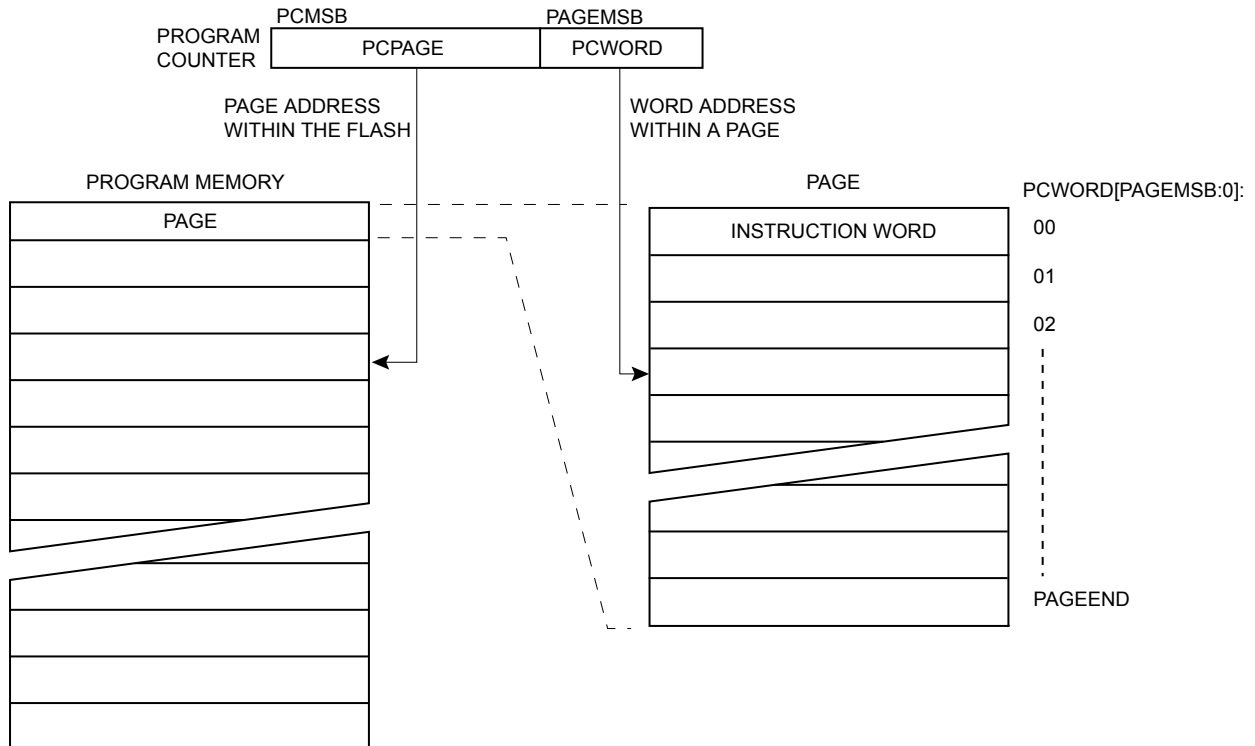 PCMSB
PAGEMSB
PROGRAM
COUNTER
PCPAGE
PCWORD
PAGE ADDRESS
WITHIN THE FLASH
WORD ADDRESS
WITHIN A PAGE
PROGRAM MEMORY
PAGE
PAGE
PCWORD[PAGEMSB:0]:
INSTRUCTION WORD
00
01
02
PAGEEND